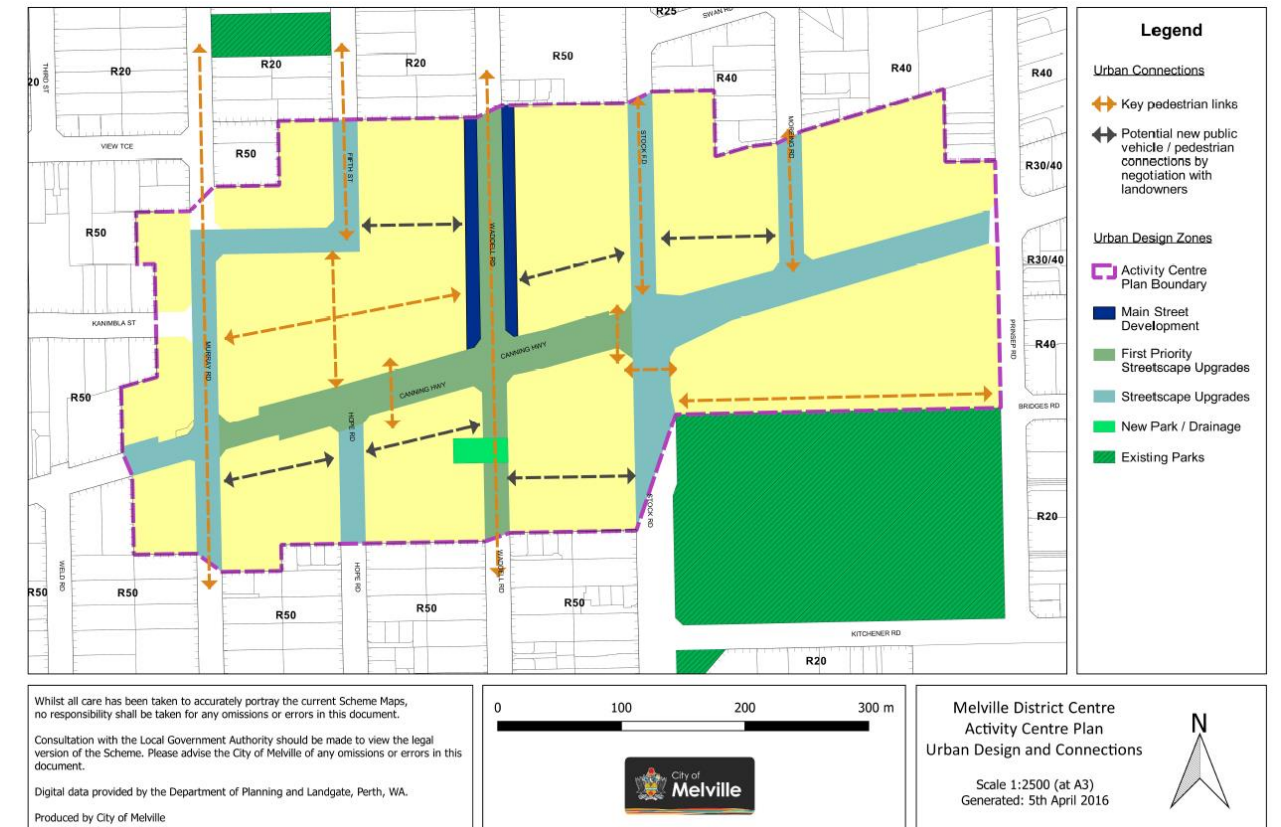 R25
SWAN RD
THIRD ST
20
R20
R20
R20
R50
R40
R40
R40
VIEW TCE
R50
FIFTH ST
WADDELL RD
STOCK RD
MOREING RD
R30/40
R50
R30/40
KANIMBLA ST
MURRAY RD
CANNING HWY
CANNING HWY
PRINSEP RD
R40
R50
HOPE RD
BRIDGES RD
STOCK RD
R20
WELD RD
HOPE RD
WADDELL RD
R50
R50
R50
R50
R50
KITCHENER RD
R20
Legend
Urban Connections
Key pedestrian links
Potential new public
vehicle / pedestrian
connections by
negotiation with
landowners
Urban Design Zones
Activity Centre
Plan Boundary
Main Street
Development
First Priority
Streetscape Upgrades
Streetscape Upgrades
New Park / Drainage
Existing Parks
Whilst all care has been taken to accurately portray the current Scheme Maps,
no responsibility shall be taken for any omissions or errors in this document.
Consultation with the Local Government Authority should be made to view the legal
version of the Scheme. Please advise the City of Melville of any omissions or errors in this
document.
Digital data provided by the Department of Planning and Landgate, Perth, WA.
Produced by City of Melville
0 100 200 300 m
City of
Melville
Melville District Centre
Activity Centre Plan
Urban Design and Connections
Scale 1:2500 (at A3)
Generated: 5th April 2016
N